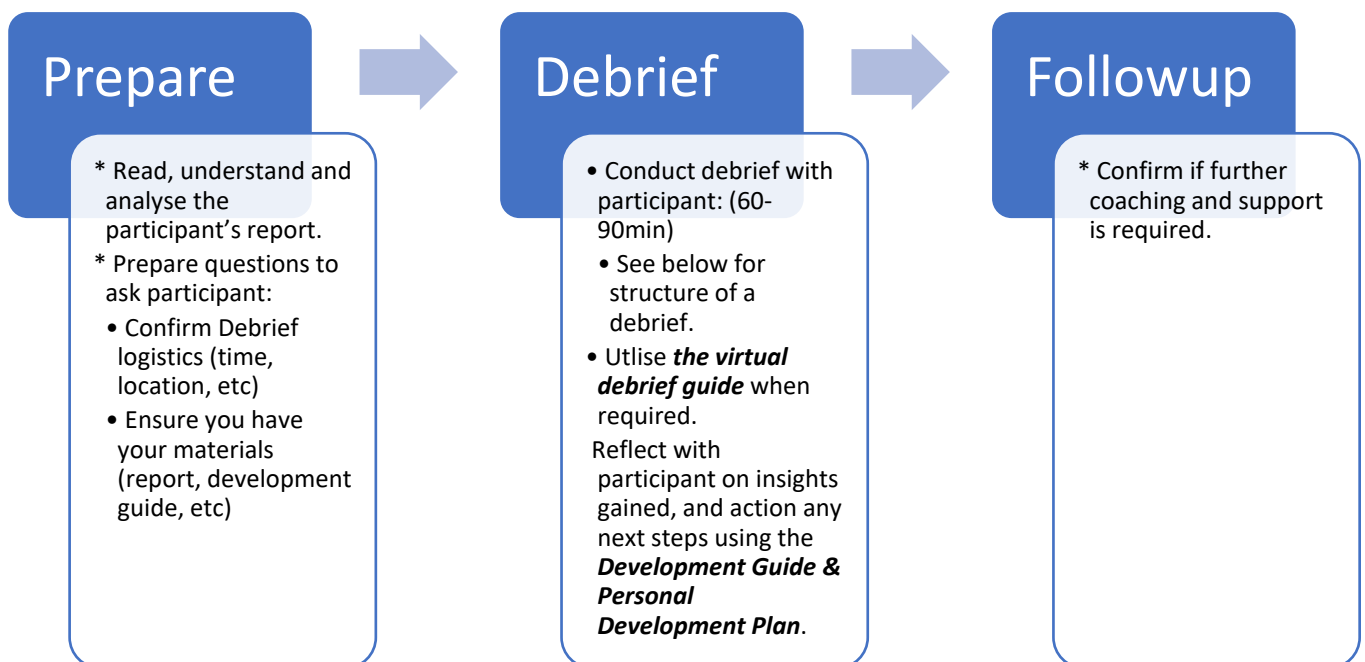 Prepare
* Read, understand and
analyse the
participant’s report.
* Prepare questions to
ask participant:
• Confirm Debrief
logistics (time,
location, etc)
• Ensure you have
your materials
(report, development
guide, etc)
Debrief
• Conduct debrief with
participant: (60-
90min)
• See below for
structure of a
debrief.
• Utlise the virtual
debrief guide when
required.
Reflect with
participant on insights
gained, and action any
next steps using the
Development Guide &
Personal
Development Plan.
Followup
* Confirm if further
coaching and support
is required.